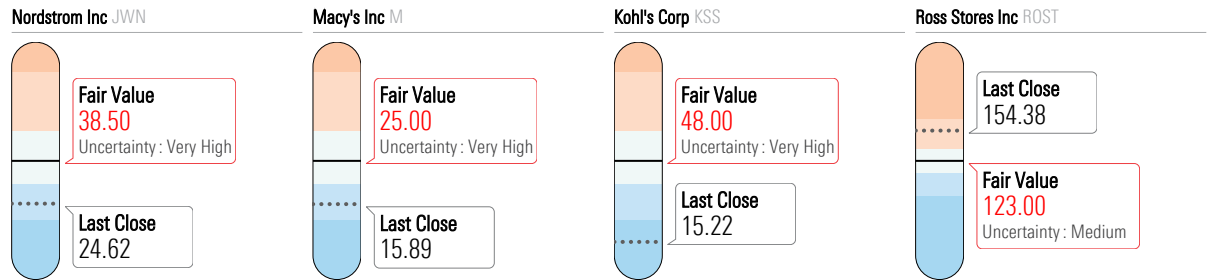 Nordstrom Inc JWN
Fair Value
38.50
Uncertainty : Very High
Last Close
24.62
Macy's Inc M
Fair Value
25.00
Uncertainty : Very High
Last Close
15.89
Kohl's Corp KSS
Fair Value
48.00
Uncertainty : Very High
Last Close
15.22
Ross Stores Inc ROST
Last Close
154.38
Fair Value
123.00
Uncertainty : Medium